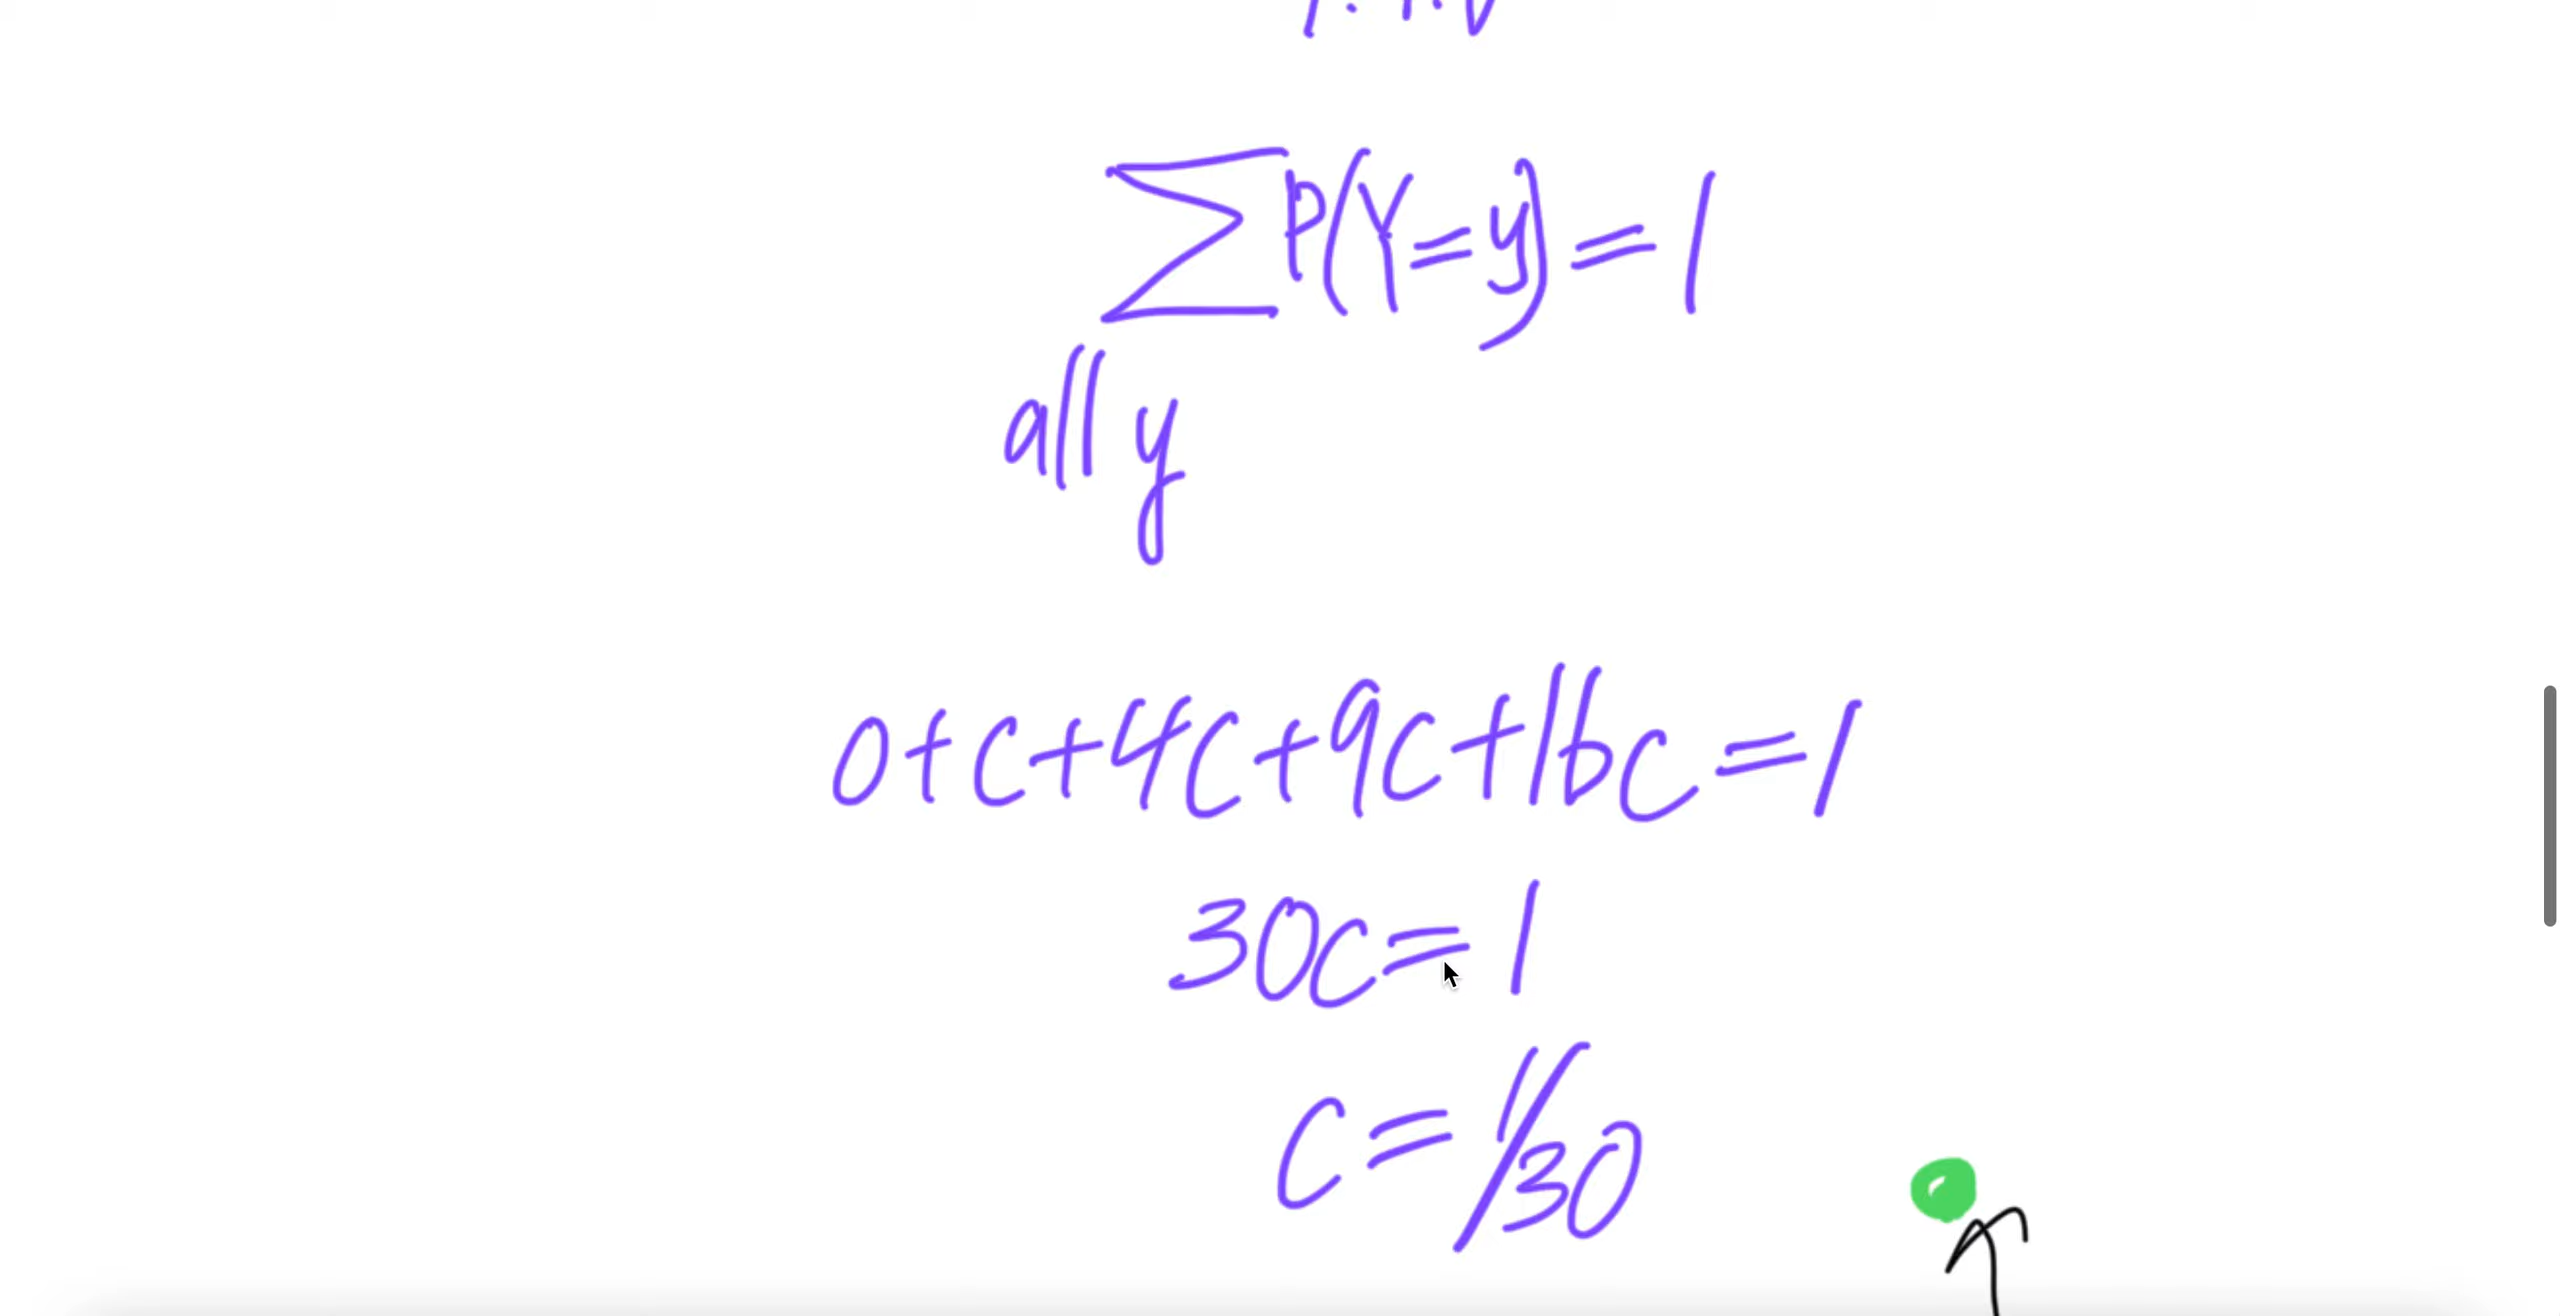 ∑P(Y=y)=1
all y
0+c+4c+9c+16c=1
30c=1
c=1/30